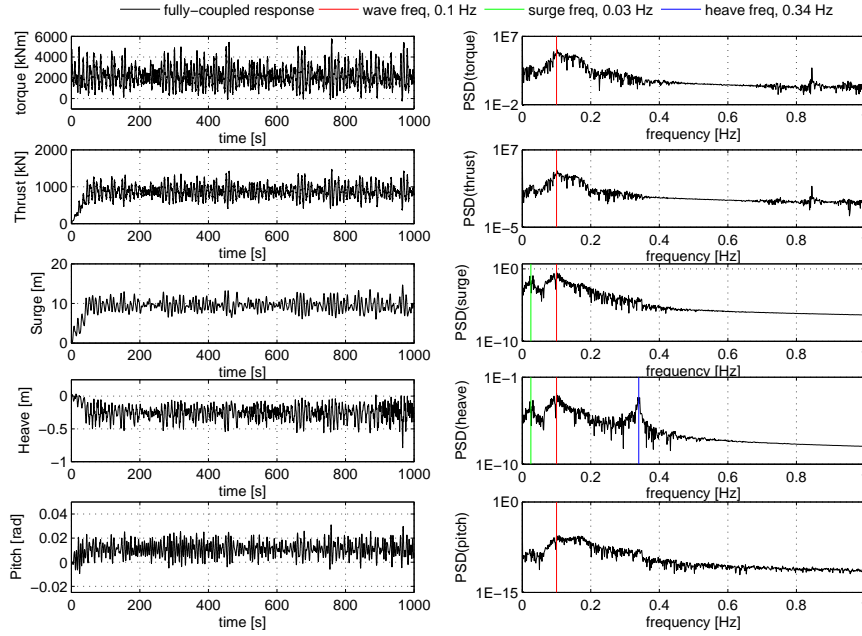 fully−coupled response wave freq, 0.1 Hz surge freq, 0.03 Hz heave freq, 0.34 Hz
torque [kNm]
6000
4000
2000
0
0 200 400 600 800 1000
time [s]
PSD(torque)
1E7
1E−2
0 0.2 0.4 0.6 0.8
frequency [Hz]
Thrust [kN]
2000
1000
0
0 200 400 600 800 1000
time [s]
PSD(thrust)
1E7
1E−5
0 0.2 0.4 0.6 0.8
frequency [Hz]
Surge [m]
20
10
0
0 200 400 600 800 1000
time [s]
PSD(surge)
1E0
1E−10
0 0.2 0.4 0.6 0.8
frequency [Hz]
Heave [m]
0
−0.5
−1
0 200 400 600 800 1000
time [s]
PSD(heave)
1E−1
1E−10
0 0.2 0.4 0.6 0.8
frequency [Hz]
Pitch [rad]
0.04
0.02
0
−0.02
0 200 400 600 800 1000
time [s]
PSD(pitch)
1E0
1E−15
0 0.2 0.4 0.6 0.8
frequency [Hz]